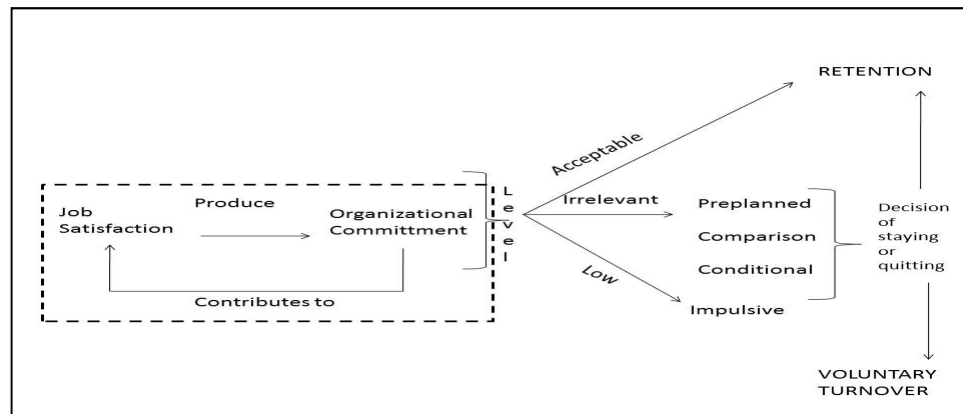 RETENTION
Acceptable
Level
Produce
Job
Satisfaction
Organizational
Committment
Contributes to
Irrelevant
Low
Preplanned
Comparison
Conditional
Impulsive
Decision
of
staying
or
quitting
VOLUNTARY
TURNOVER